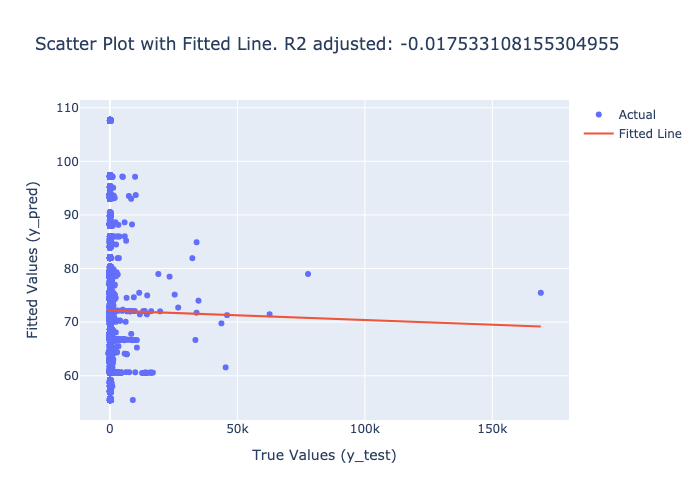 Scatter Plot with Fitted Line. R2 adjusted: -0.017533108155304955
Actual
Fitted Line
Fitted Values (y_pred)
110
100
90
80
70
60
0
50k
100k
150k
True Values (y_test)